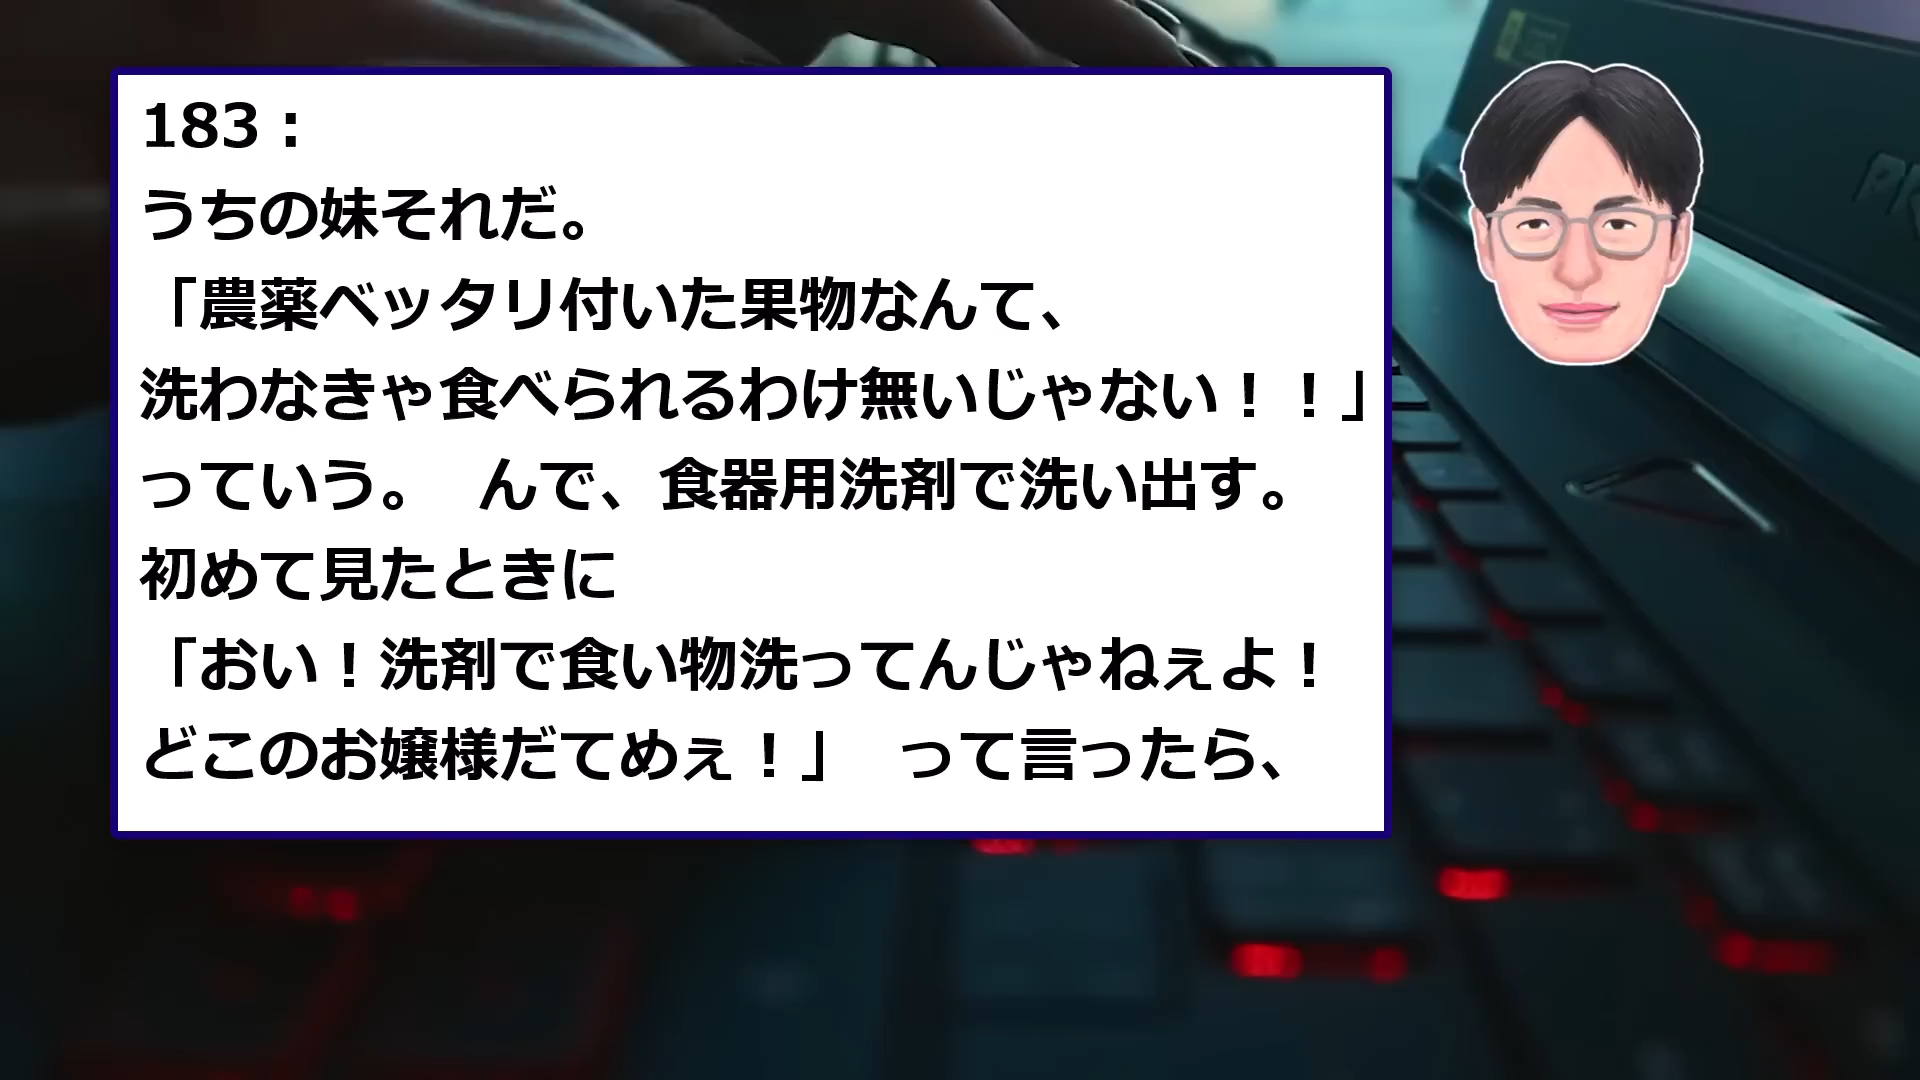 183：
うちの妹それだ。
「農薬ベッタリ付いた果物なんて、
洗わなきゃ食べられるわけ無いじゃない！！」
っていう。　んで、食器用洗剤で洗い出す。
初めて見たときに
「おい！洗剤で食い物洗ってんじゃねぇよ！
どこのお嬢様だてめぇ！」　って言ったら、